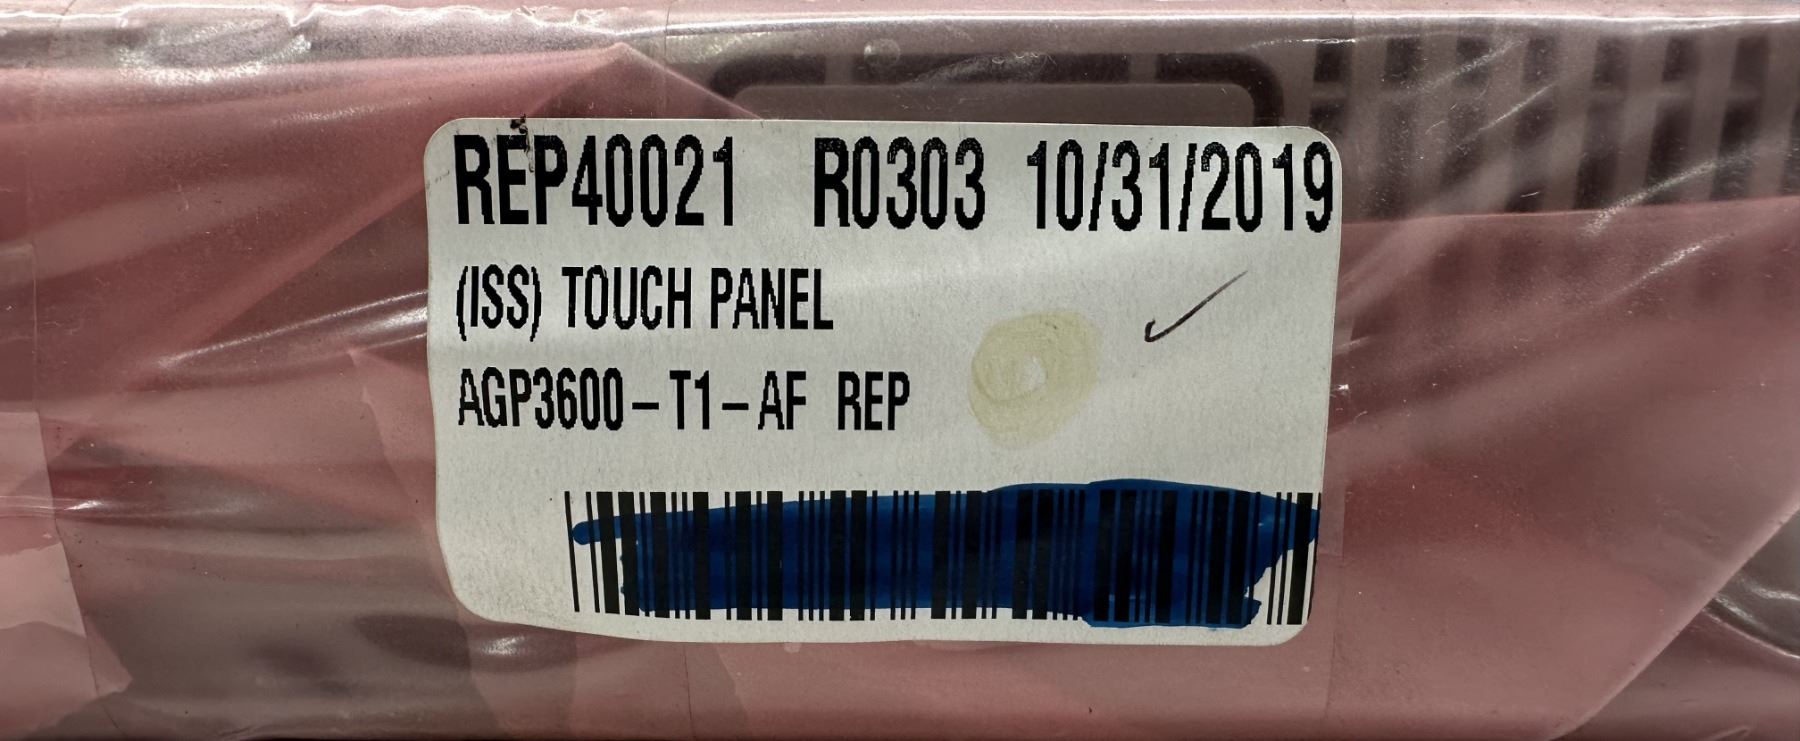 REP40021 R0303 10/31/2019
(ISS) TOUCH PANEL
AGP3600-T1-AF REP